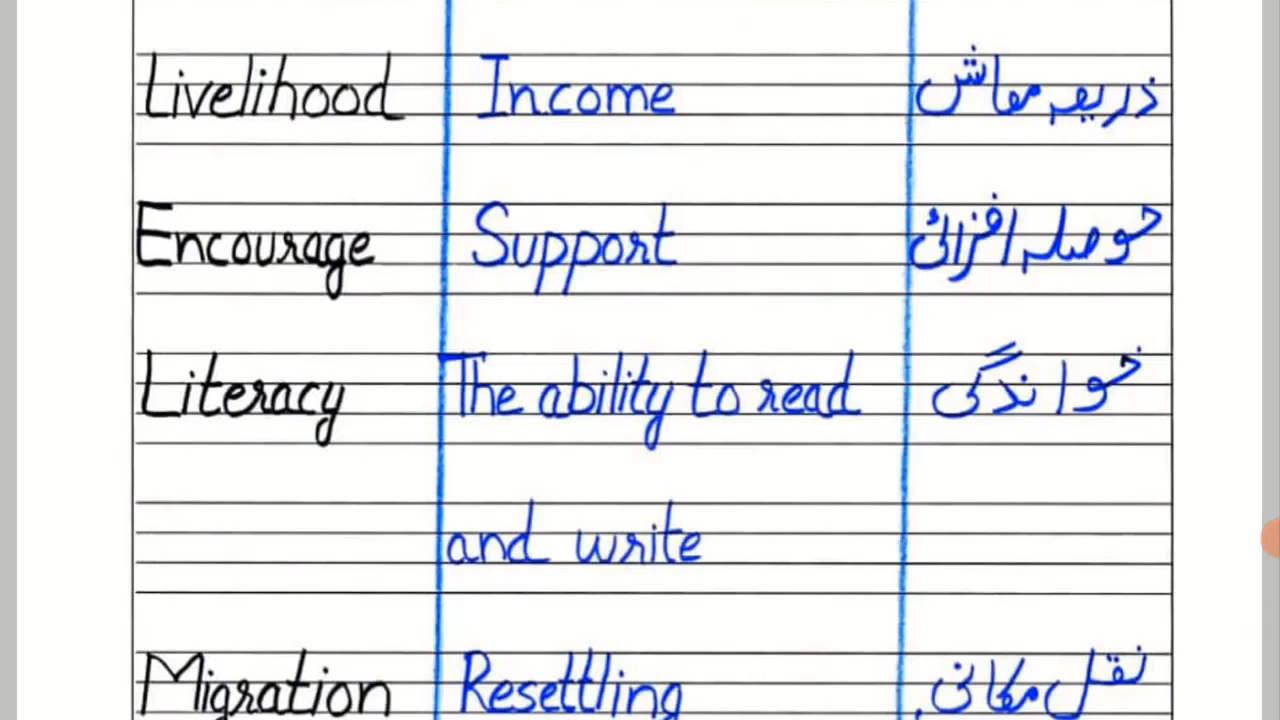 Livelihood Income ذریعہ معاش
Encourage Support حوصلہ افزائی
Literacy The ability to read خواندگی
and write
Migration Resettling نقل مکانی